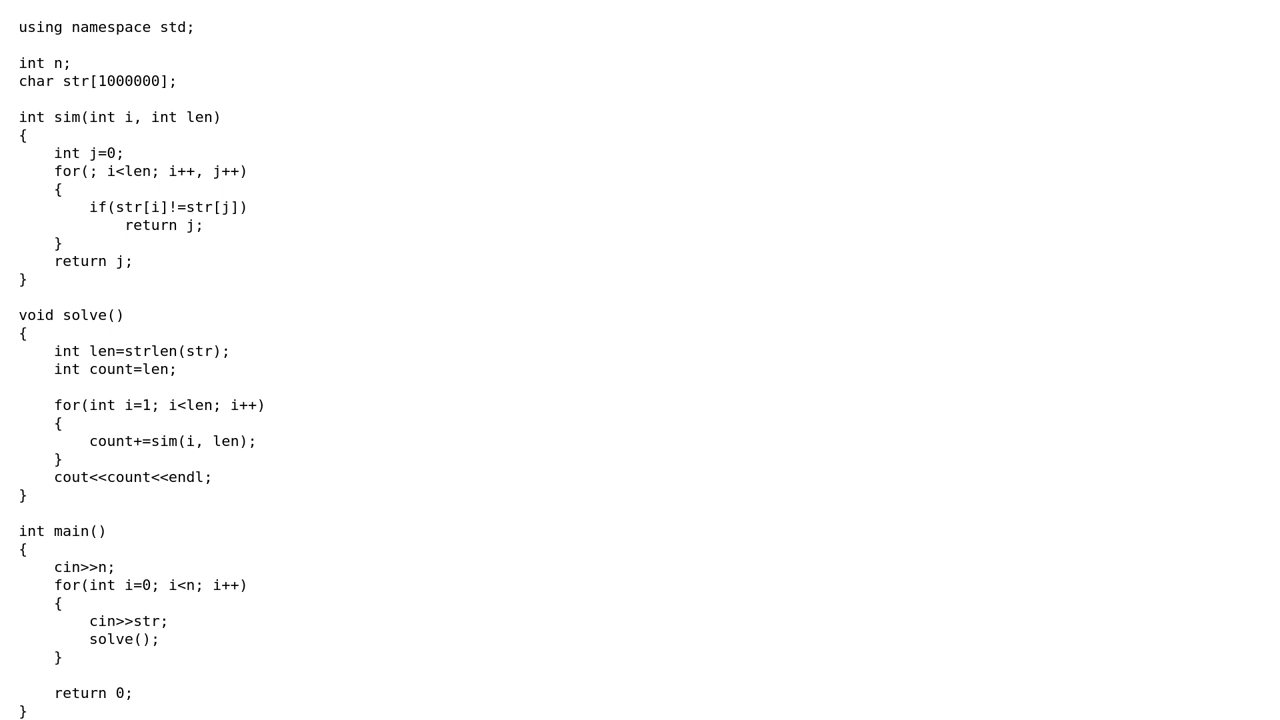 using namespace std;

int n;
char str[1000000];

int sim(int i, int len)
{
    int j=0;
    for(; i<len; i++, j++)
    {
        if(str[i]!=str[j])
            return j;
    }
    return j;
}

void solve()
{
    int len=strlen(str);
    int count=len;

    for(int i=1; i<len; i++)
    {
        count+=sim(i, len);
    }
    cout<<count<<endl;
}

int main()
{
    cin>>n;
    for(int i=0; i<n; i++)
    {
        cin>>str;
        solve();
    }

    return 0;
}